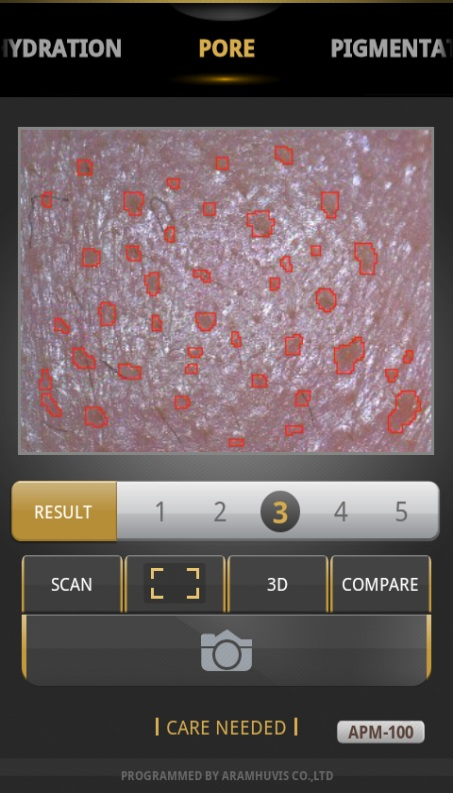 YDRATION PORE PIGMENTA
RESULT 1 2 3 4 5
SCAN 3D COMPARE
CARE NEEDED
APM-100
PROGRAMMED BY ARAMHUVIS CO.,LTD